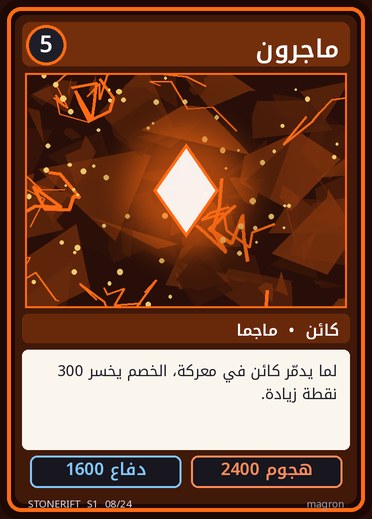 ماجرون
5
كائن • ماجما
لما يدمّر كائن في معركة، الخصم يخسر 300
نقطة زيادة.
هجوم 2400
دفاع 1600
STONERIFT S1 08/24
magron